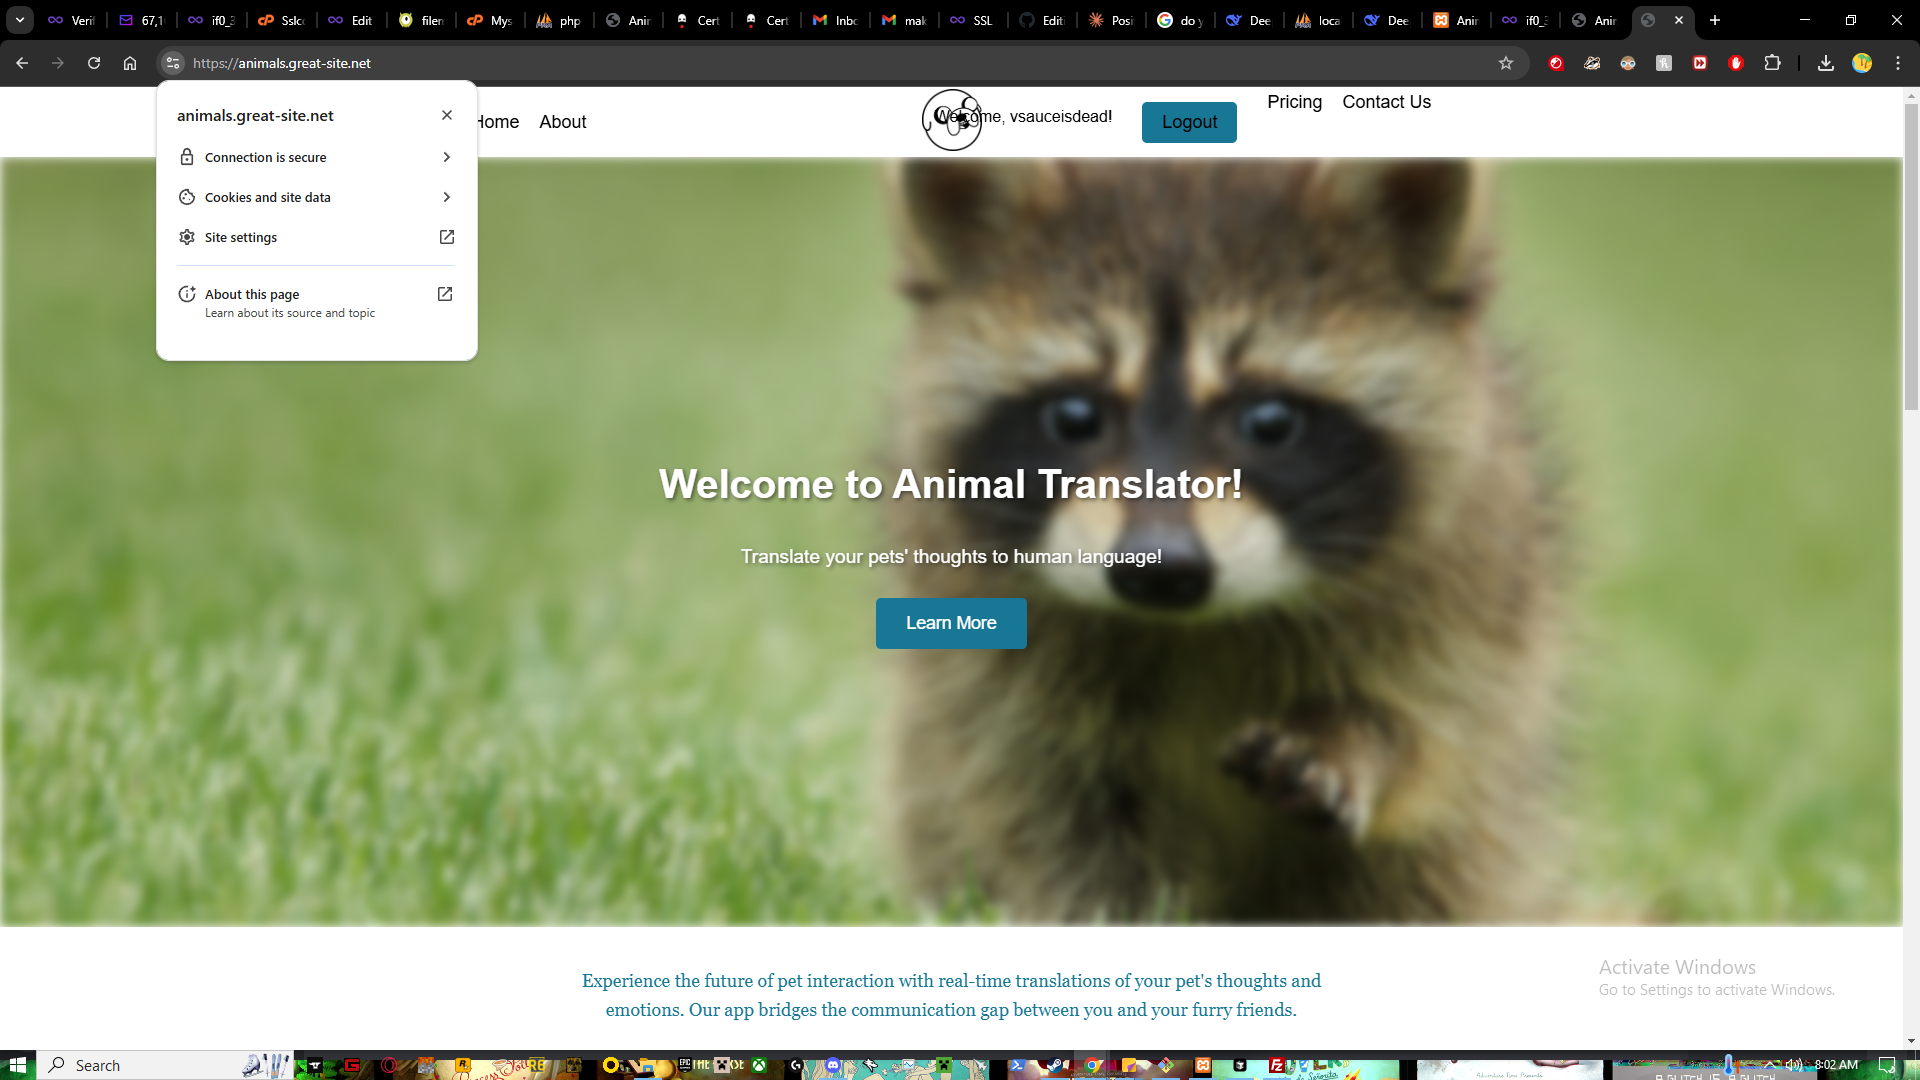 Verif
67,1
if0_3
Sslce
Edit
filen
Mys
php
Anir
Cert
Cert
Inbc
mak
SSL
Editi
Posi
do y
Dee
loca
Dee
Anir
if0_3
Anir
https://animals.great-site.net
animals.great-site.net
Connection is secure
Cookies and site data
Site settings
About this page
Learn about its source and topic
Home About
Welcome, vsauceisdead!
Logout
Pricing Contact Us
Welcome to Animal Translator!
Translate your pets' thoughts to human language!
Learn More
Experience the future of pet interaction with real-time translations of your pet's thoughts and
emotions. Our app bridges the communication gap between you and your furry friends.
Activate Windows
Go to Settings to activate Windows.
Search
8:02 AM